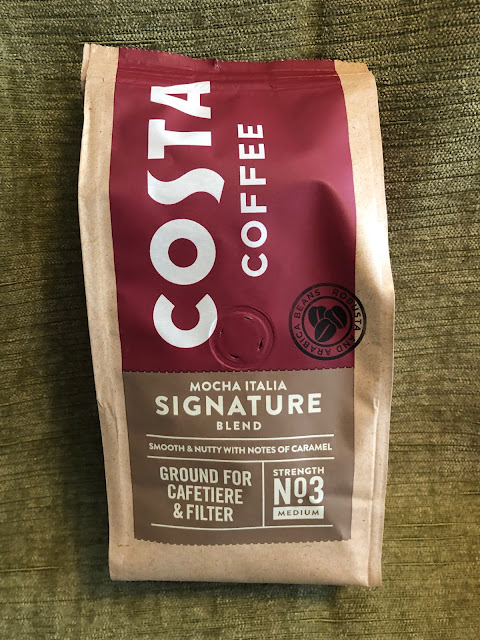 COSTA
COFFEE
ROBUSTA AND ARABICA BEANS
MOCHA ITALIA
SIGNATURE
BLEND
SMOOTH & NUTTY WITH NOTES OF CARAMEL
GROUND FOR
CAFETIERE
& FILTER
STRENGTH
Nº3
MEDIUM